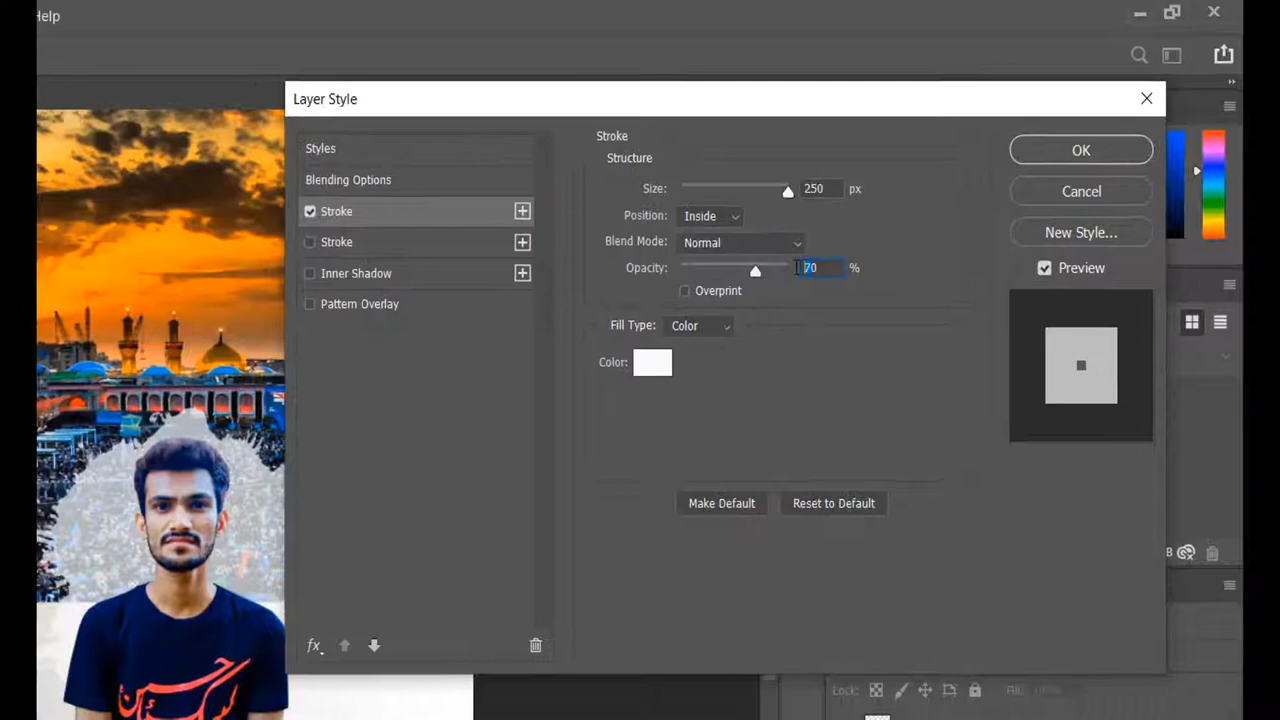 Help
Layer Style
Styles
Blending Options
Stroke
Stroke
Inner Shadow
Pattern Overlay
fx
Stroke
Structure
Size: 250 px
Position: Inside
Blend Mode: Normal
Opacity: 70 %
Overprint
Fill Type: Color
Color:
Make Default Reset to Default
OK
Cancel
New Style...
Preview
Lock:
حسین